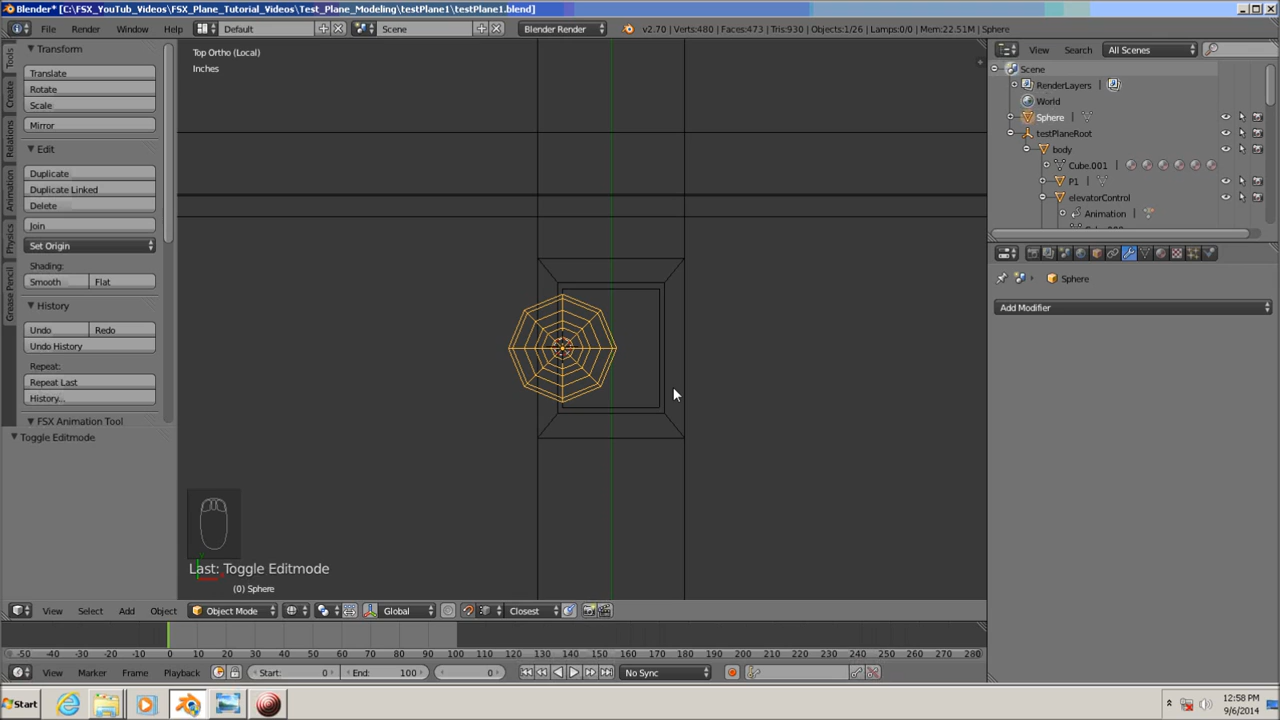 Blender* [C:\FSX_YouTub_Videos\FSX_Plane_Tutorial_Videos\Test_Plane_Modeling\testPlane1\testPlane1.blend]
File Render Window Help Default Scene Blender Render v2.70 | Verts:480 | Faces:473 | Tris:930 | Objects:1/26 | Lamps:0/0 | Mem:22.51M | Sphere
Tools
Create
Relations
Animation
Physics
Grease Pencil
Transform
Translate
Rotate
Scale
Mirror
Edit
Duplicate
Duplicate Linked
Delete
Join
Set Origin
Shading:
Smooth Flat
History
Undo Redo
Undo History
Repeat:
Repeat Last
History...
FSX Animation Tool
Toggle Editmode
Top Ortho (Local)
Inches
Last: Toggle Editmode
(0) Sphere
View Select Add Object Object Mode Global Closest
View Search All Scenes
Scene
RenderLayers |
World
Sphere |
testPlaneRoot
body
Cube.001 |
P1 |
elevatorControl
Animation |
Sphere
Add Modifier
-50 -40 -30 -20 -10 0 10 20 30 40 50 60 70 80 90 100 110 120 130 140 150 160 170 180 190 200 210 220 230 240 250 260 270 280
View Marker Frame Playback Start: 0 End: 100 0 No Sync
Start
12:58 PM
9/6/2014